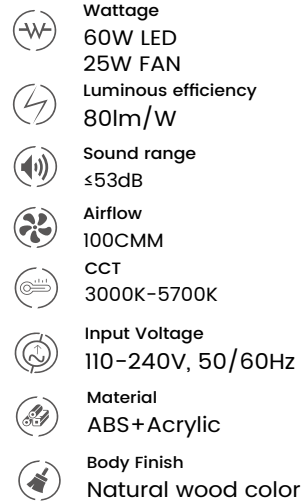 Wattage
60W LED
25W FAN
Luminous efficiency
80lm/W
Sound range
≤53dB
Airflow
100CMM
CCT
3000K-5700K
Input Voltage
110-240V, 50/60Hz
Material
ABS+Acrylic
Body Finish
Natural wood color